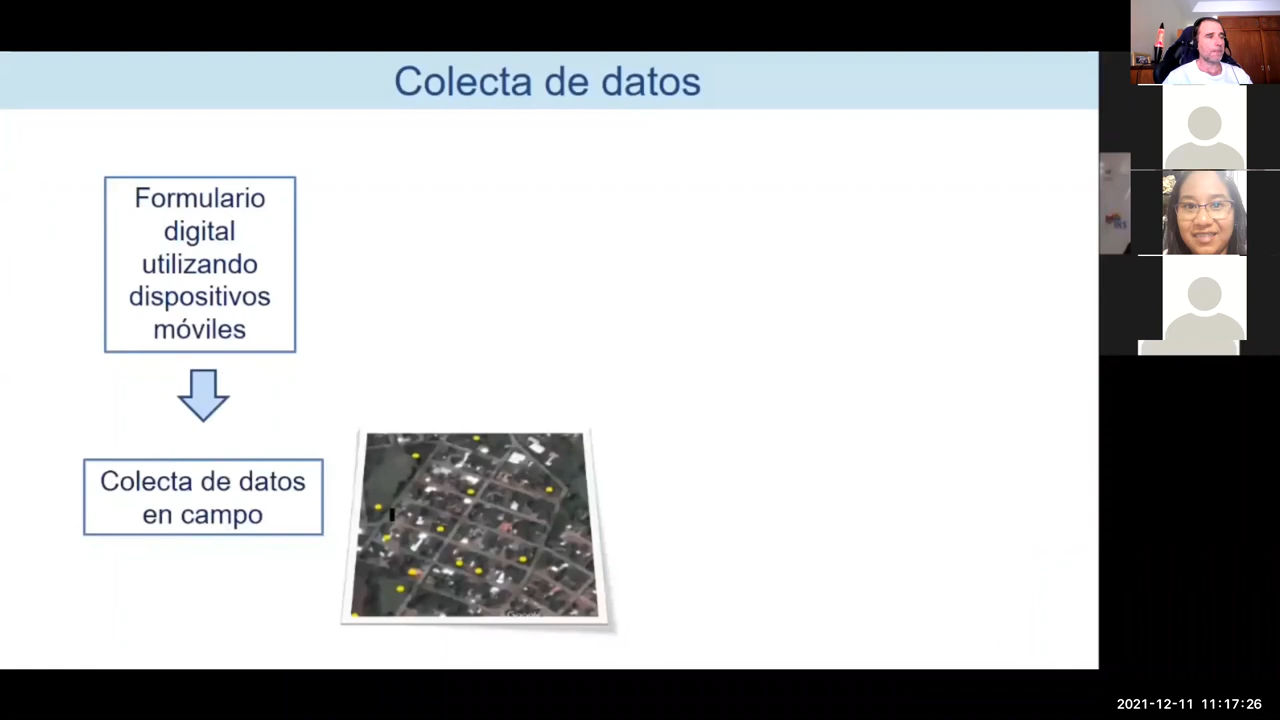 Colecta de datos
Formulario
digital
utilizando
dispositivos
móviles
Colecta de datos
en campo
2021-12-11 11:17:26